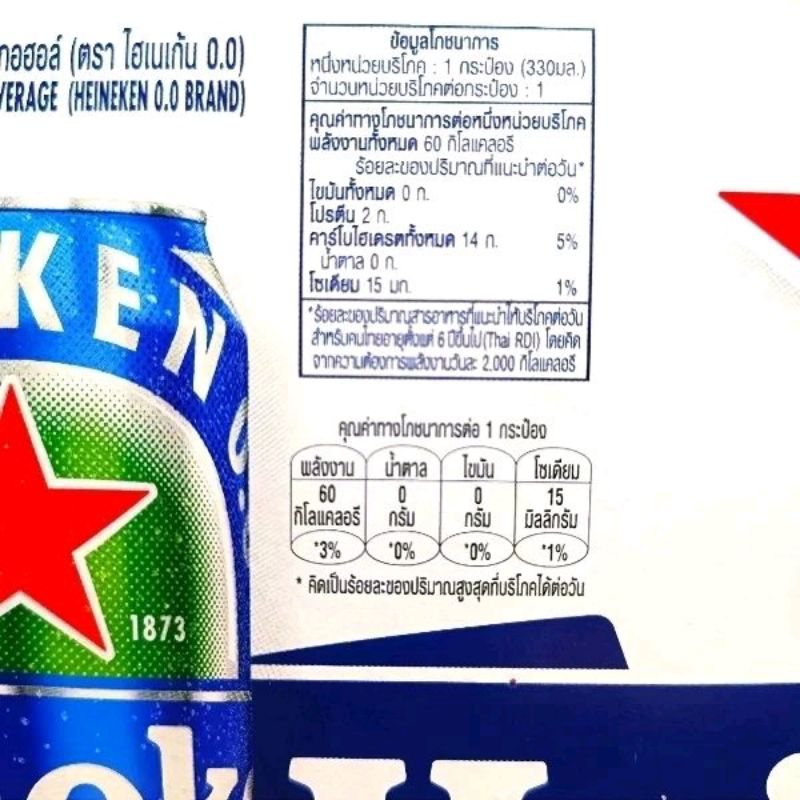 (ตรา ไฮเนเก้น 0.0)
(HEINEKEN 0.0 BRAND)
ข้อมูลโภชนาการ
หนึ่งหน่วยบริโภค : 1 กระป๋อง (330มล.)
จำนวนหน่วยบริโภคต่อกระป๋อง : 1
คุณค่าทางโภชนาการต่อหนึ่งหน่วยบริโภค
พลังงานทั้งหมด 60 กิโลแคลอรี
ร้อยละของปริมาณที่แนะนำต่อวัน*
ไขมันทั้งหมด 0 ก. 0%
โปรตีน 2 ก.
คาร์โบไฮเดรตทั้งหมด 14 ก. 5%
น้ำตาล 0 ก.
โซเดียม 15 มก. 1%
*ร้อยละของปริมาณสารอาหารที่แนะนำให้บริโภคต่อวัน
สำหรับคนไทยอายุตั้งแต่ 6 ปีขึ้นไป(Thai RDI) โดยคิด
จากความต้องการพลังงานวันละ 2,000 กิโลแคลอรี
คุณค่าทางโภชนาการต่อ 1 กระป๋อง
พลังงาน น้ำตาล ไขมัน โซเดียม
60 0 0 15
กิโลแคลอรี กรัม กรัม มิลลิกรัม
*3% *0% *0% *1%
* คิดเป็นร้อยละของปริมาณสูงสุดที่บริโภคได้ต่อวัน
KEN
1873